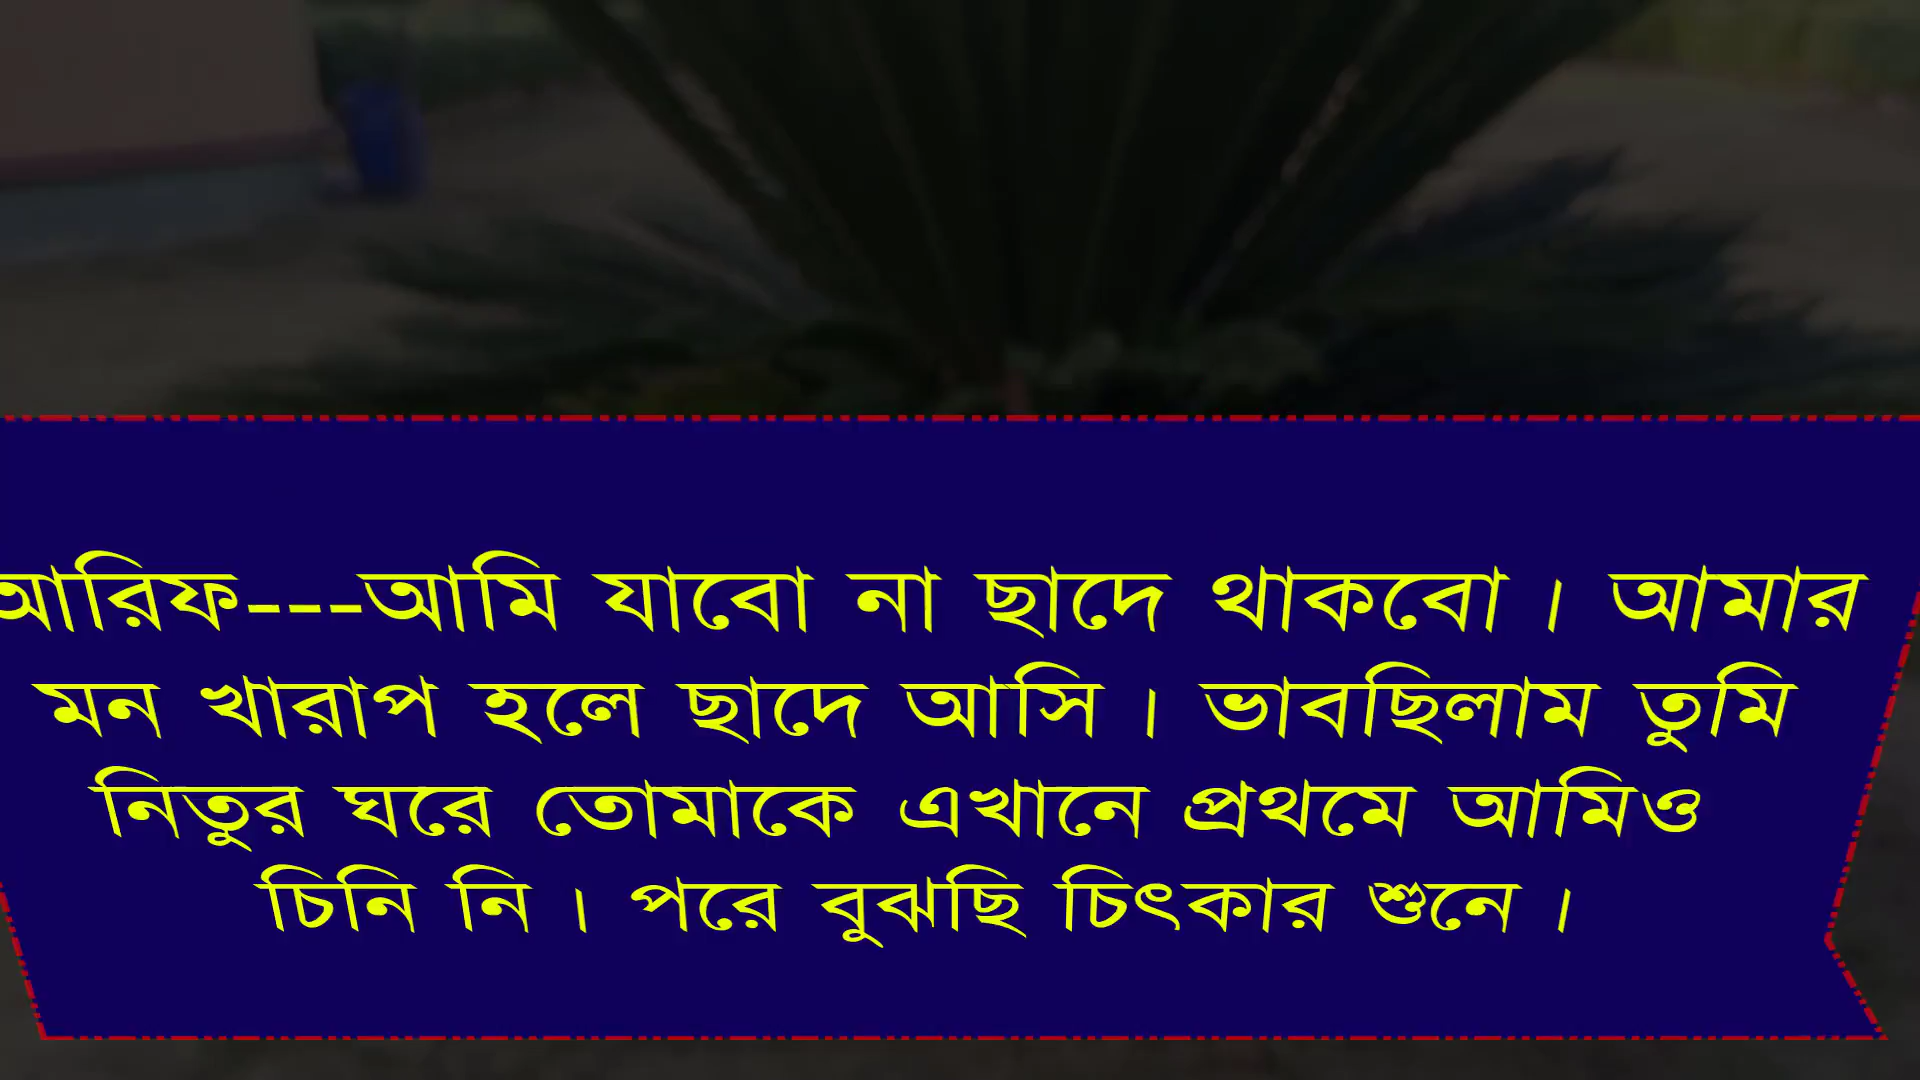 আরিফ---আমি যাবো না ছাদে থাকবো । আমার
মন খারাপ হলে ছাদে আসি । ভাবছিলাম তুমি
নিতুর ঘরে তোমাকে এখানে প্রথমে আমিও
চিনি নি । পরে বুঝছি চিৎকার শুনে ।